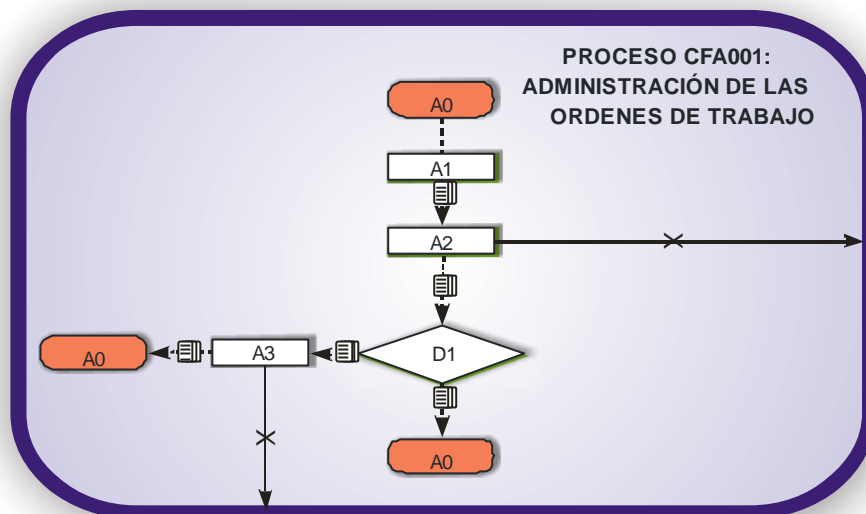 PROCESO CFA001:
ADMINISTRACIÓN DE LAS
ORDENES DE TRABAJO
A0
A1
A2
D1
A3
A0
A0